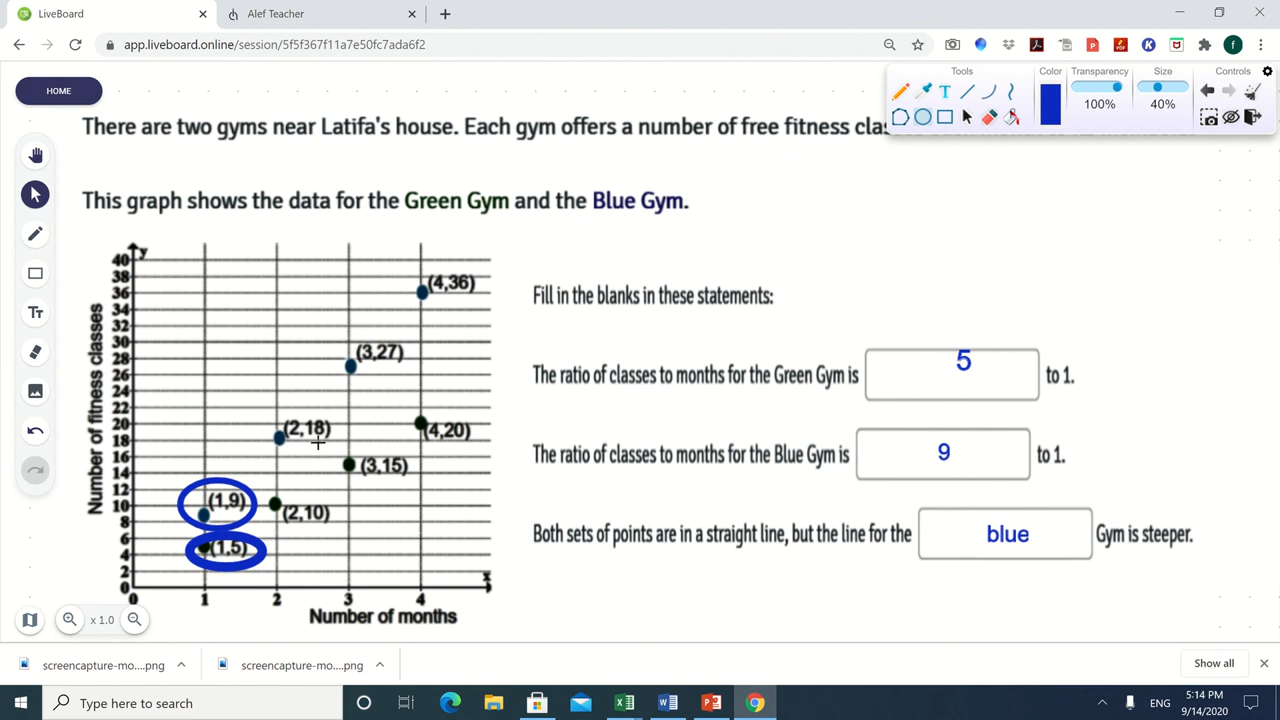 LiveBoard
Alef Teacher
app.liveboard.online/session/5f5f367f11a7e50fc7ada6f2
HOME
Tools
Color
Transparency
Size
Controls
100%
40%
There are two gyms near Latifa's house. Each gym offers a number of free fitness clas
This graph shows the data for the Green Gym and the Blue Gym.
y
40
38
36
34
32
30
28
26
24
22
20
18
16
14
12
10
8
6
4
2
0
Number of fitness classes
(4,36)
(3,27)
(2,18)
(4,20)
(3,15)
(1,9)
(2,10)
(1,5)
x
0 1 2 3 4
Number of months
Fill in the blanks in these statements:
The ratio of classes to months for the Green Gym is 5 to 1.
The ratio of classes to months for the Blue Gym is 9 to 1.
Both sets of points are in a straight line, but the line for the blue Gym is steeper.
Tт
x 1.0
screencapture-mo....png
screencapture-mo....png
Show all
Type here to search
ENG
5:14 PM
9/14/2020